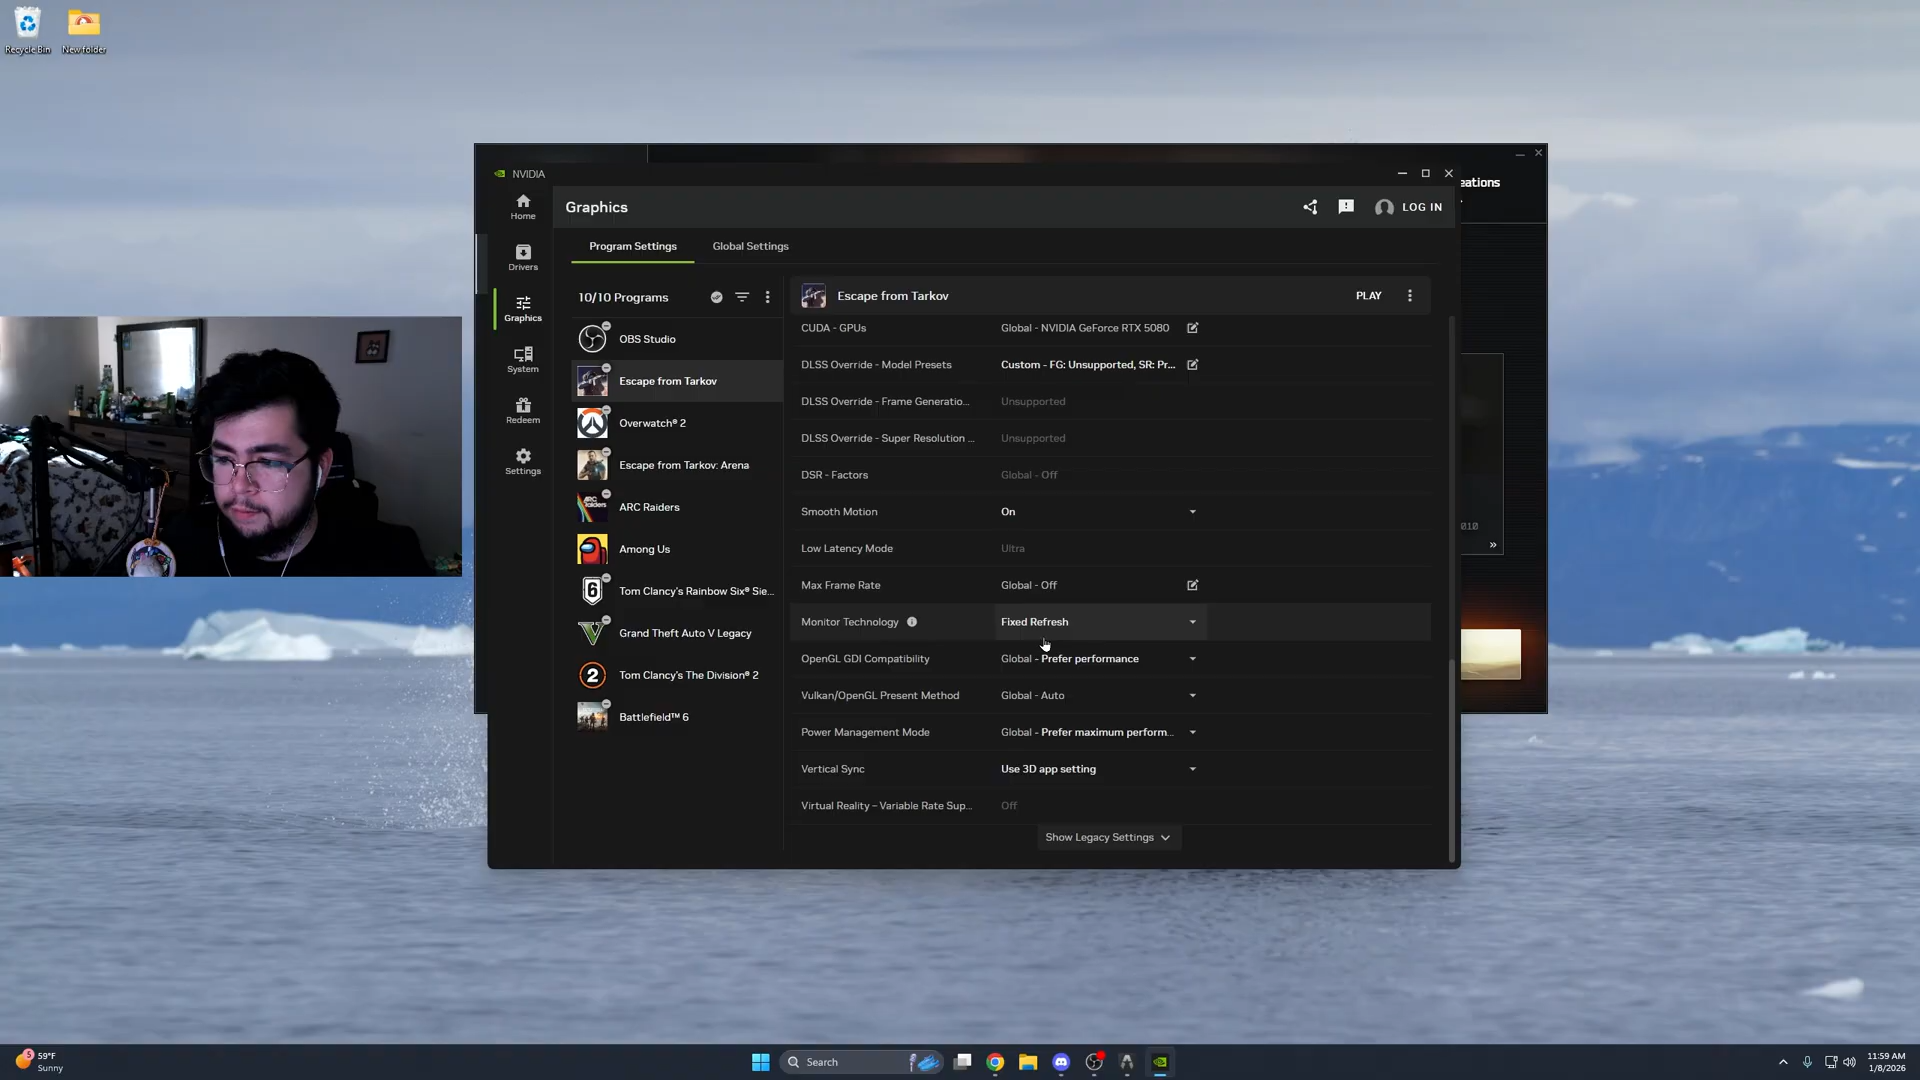 Recycle Bin
New folder
NVIDIA
eations
Home
Graphics
LOG IN
Drivers
Program Settings
Global Settings
Graphics
10/10 Programs
Escape from Tarkov
PLAY
CUDA - GPUs
Global - NVIDIA GeForce RTX 5080
OBS Studio
System
DLSS Override - Model Presets
Custom - FG: Unsupported, SR: Pr...
Escape from Tarkov
DLSS Override - Frame Generatio...
Unsupported
Redeem
Overwatch® 2
DLSS Override - Super Resolution ...
Unsupported
Settings
Escape from Tarkov: Arena
DSR - Factors
Global - Off
ARC Raiders
Smooth Motion
On
010
Among Us
Low Latency Mode
Ultra
»
Max Frame Rate
Global - Off
Tom Clancy's Rainbow Six® Sie...
Monitor Technology
Fixed Refresh
Grand Theft Auto V Legacy
OpenGL GDI Compatibility
Global - Prefer performance
Tom Clancy's The Division® 2
Vulkan/OpenGL Present Method
Global - Auto
Battlefield™ 6
Power Management Mode
Global - Prefer maximum perform...
Vertical Sync
Use 3D app setting
Virtual Reality – Variable Rate Sup...
Off
Show Legacy Settings
59°F
Sunny
Search
11:59 AM
1/8/2026